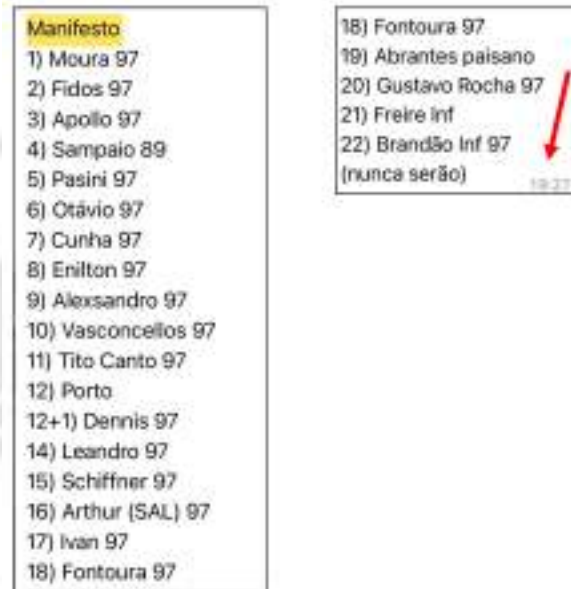 Manifesto
1) Moura 97
2) Fidos 97
3) Apollo 97
4) Sampaio 89
5) Pasini 97
6) Otávio 97
7) Cunha 97
8) Enilton 97
9) Alexsandro 97
10) Vasconcellos 97
11) Tito Canto 97
12) Porto
12+1) Dennis 97
14) Leandro 97
15) Schiffner 97
16) Arthur (SAL) 97
17) Ivan 97
18) Fontoura 97
18) Fontoura 97
19) Abrantes paisano
20) Gustavo Rocha 97
21) Freire Inf
22) Brandão Inf 97
(nunca serão)
19:27